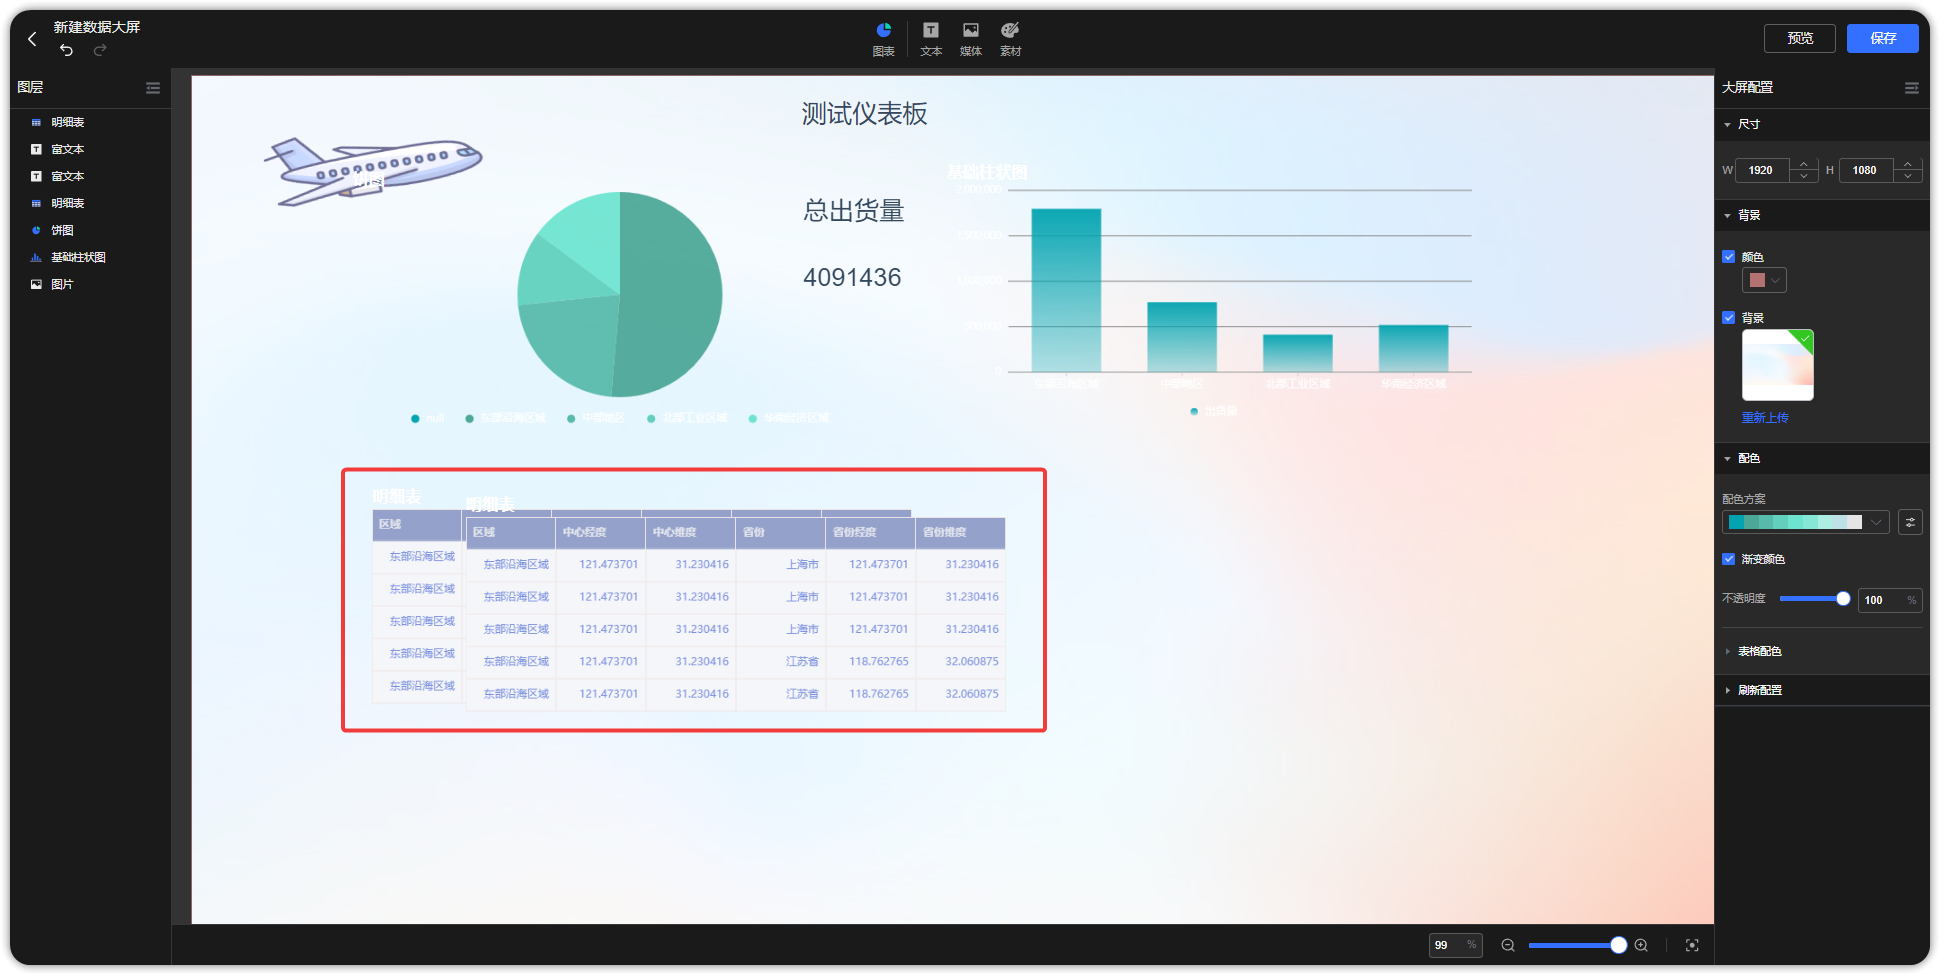 新建数据大屏
图表 文本 媒体 素材
预览 保存
图层
明细表
富文本
富文本
明细表
饼图
基础柱状图
图片
测试仪表板
饼图
总出货量
4091436
null 东部沿海区域 中部地区 北部工业区域 华南经济区域
基础柱状图
2,000,000
1,500,000
1,000,000
500,000
0
东部沿海区域 中部地区 北部工业区域 华南经济区域
出货量
明细表
区域
东部沿海区域
东部沿海区域
东部沿海区域
东部沿海区域
东部沿海区域
明细表
区域 中心经度 中心维度 省份 省份经度 省份维度
东部沿海区域 121.473701 31.230416 上海市 121.473701 31.230416
东部沿海区域 121.473701 31.230416 上海市 121.473701 31.230416
东部沿海区域 121.473701 31.230416 上海市 121.473701 31.230416
东部沿海区域 121.473701 31.230416 江苏省 118.762765 32.060875
东部沿海区域 121.473701 31.230416 江苏省 118.762765 32.060875
大屏配置
尺寸
W 1920 H 1080
背景
颜色
背景
重新上传
配色
配色方案
渐变颜色
不透明度 100 %
表格配色
刷新配置
99 %